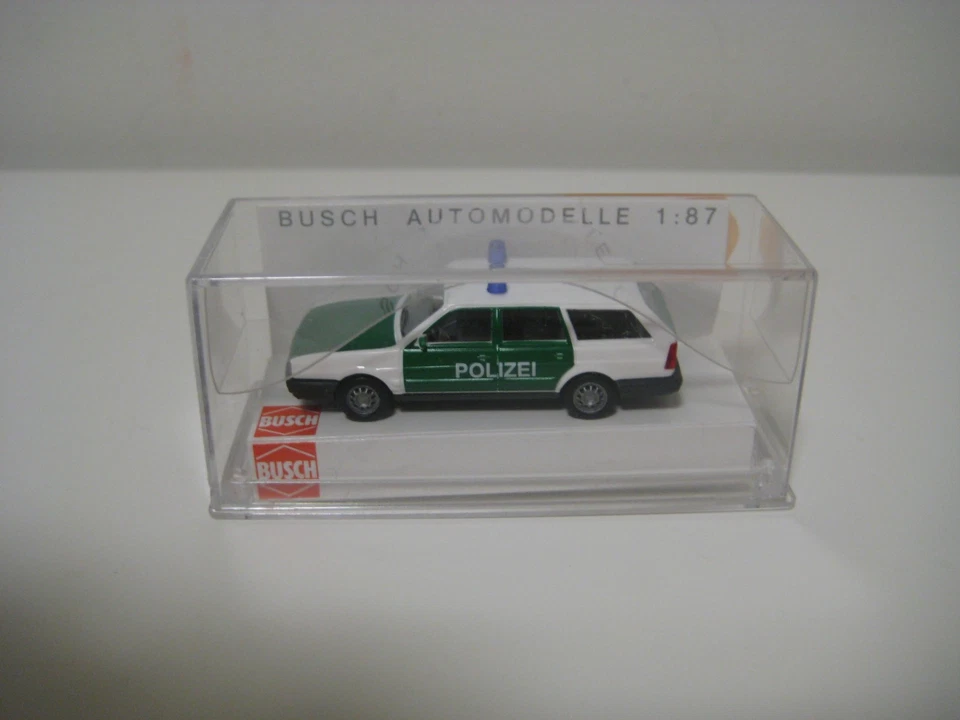 BUSCH AUTOMODELLE 1:87
POLIZEI
BUSCH
BUSCH